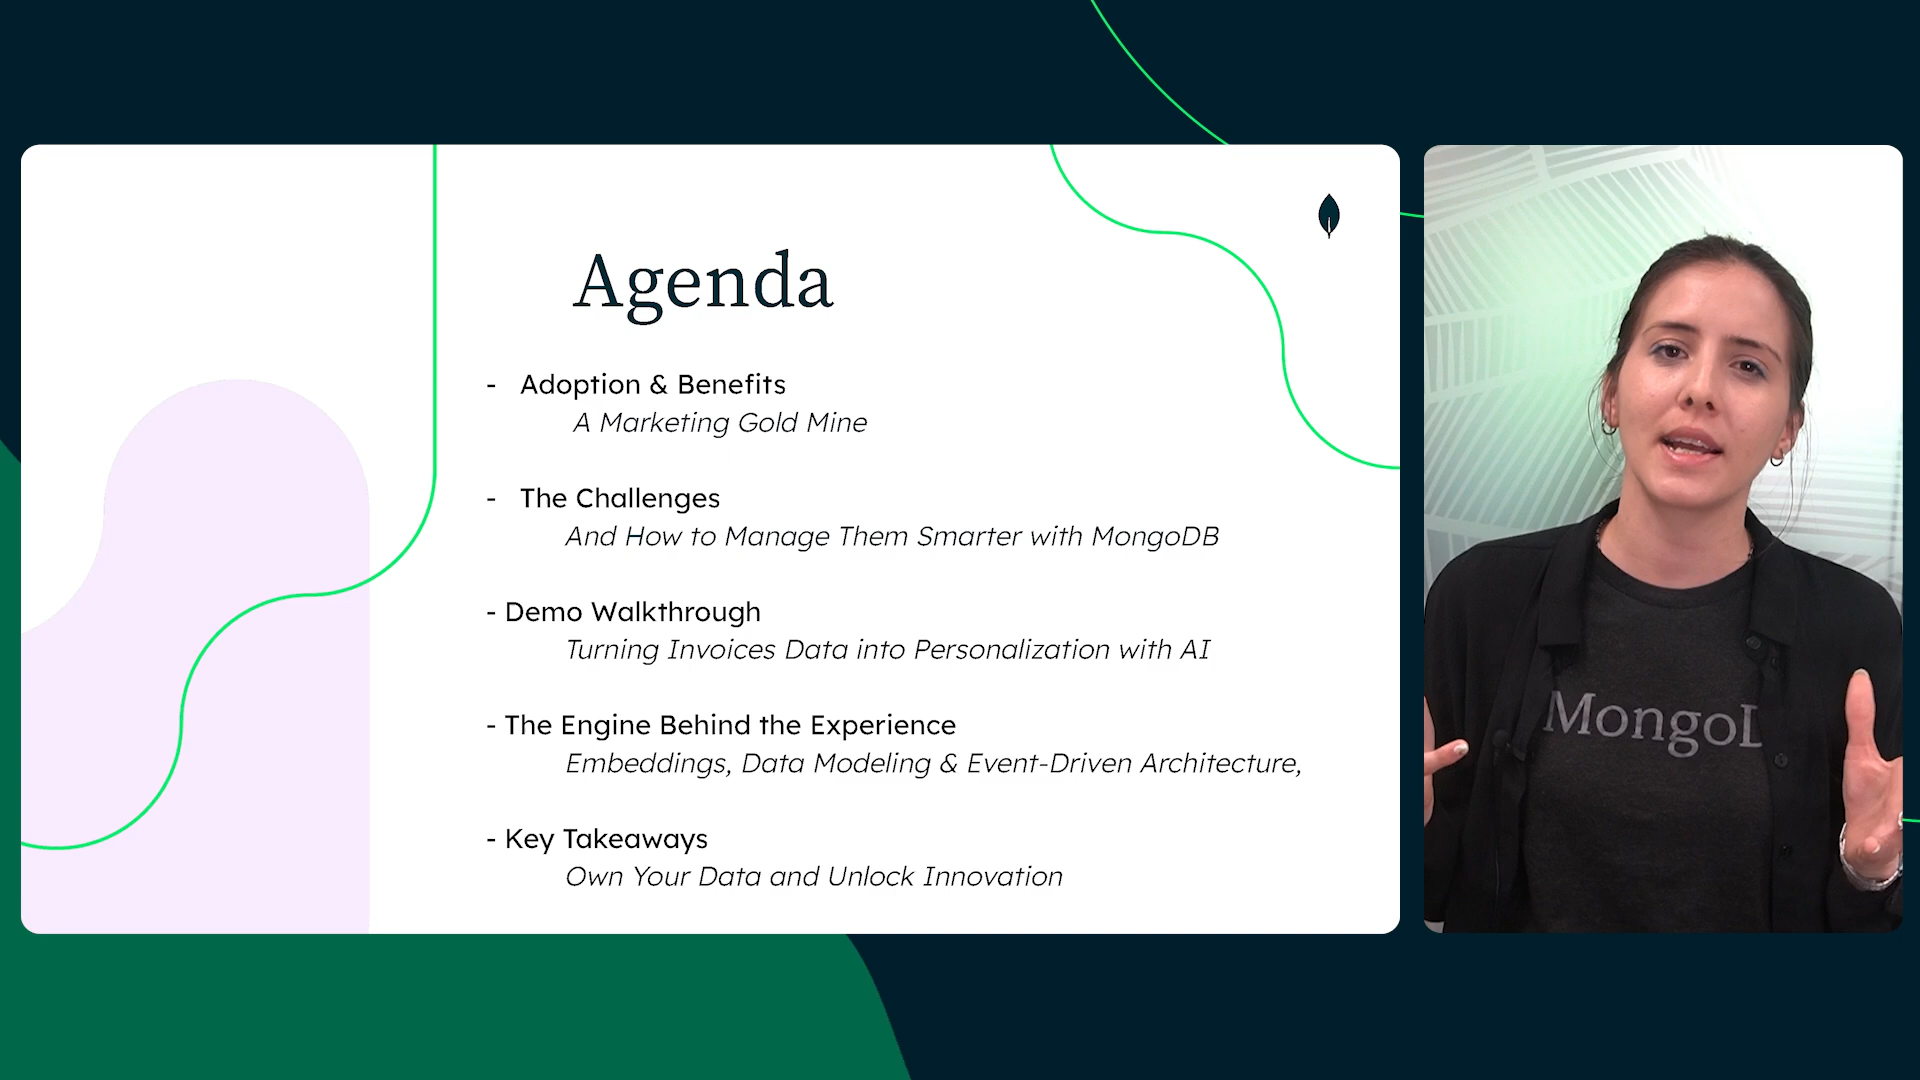 Agenda
- Adoption & Benefits
A Marketing Gold Mine
- The Challenges
And How to Manage Them Smarter with MongoDB
- Demo Walkthrough
Turning Invoices Data into Personalization with AI
- The Engine Behind the Experience
Embeddings, Data Modeling & Event-Driven Architecture,
- Key Takeaways
Own Your Data and Unlock Innovation
Mongo